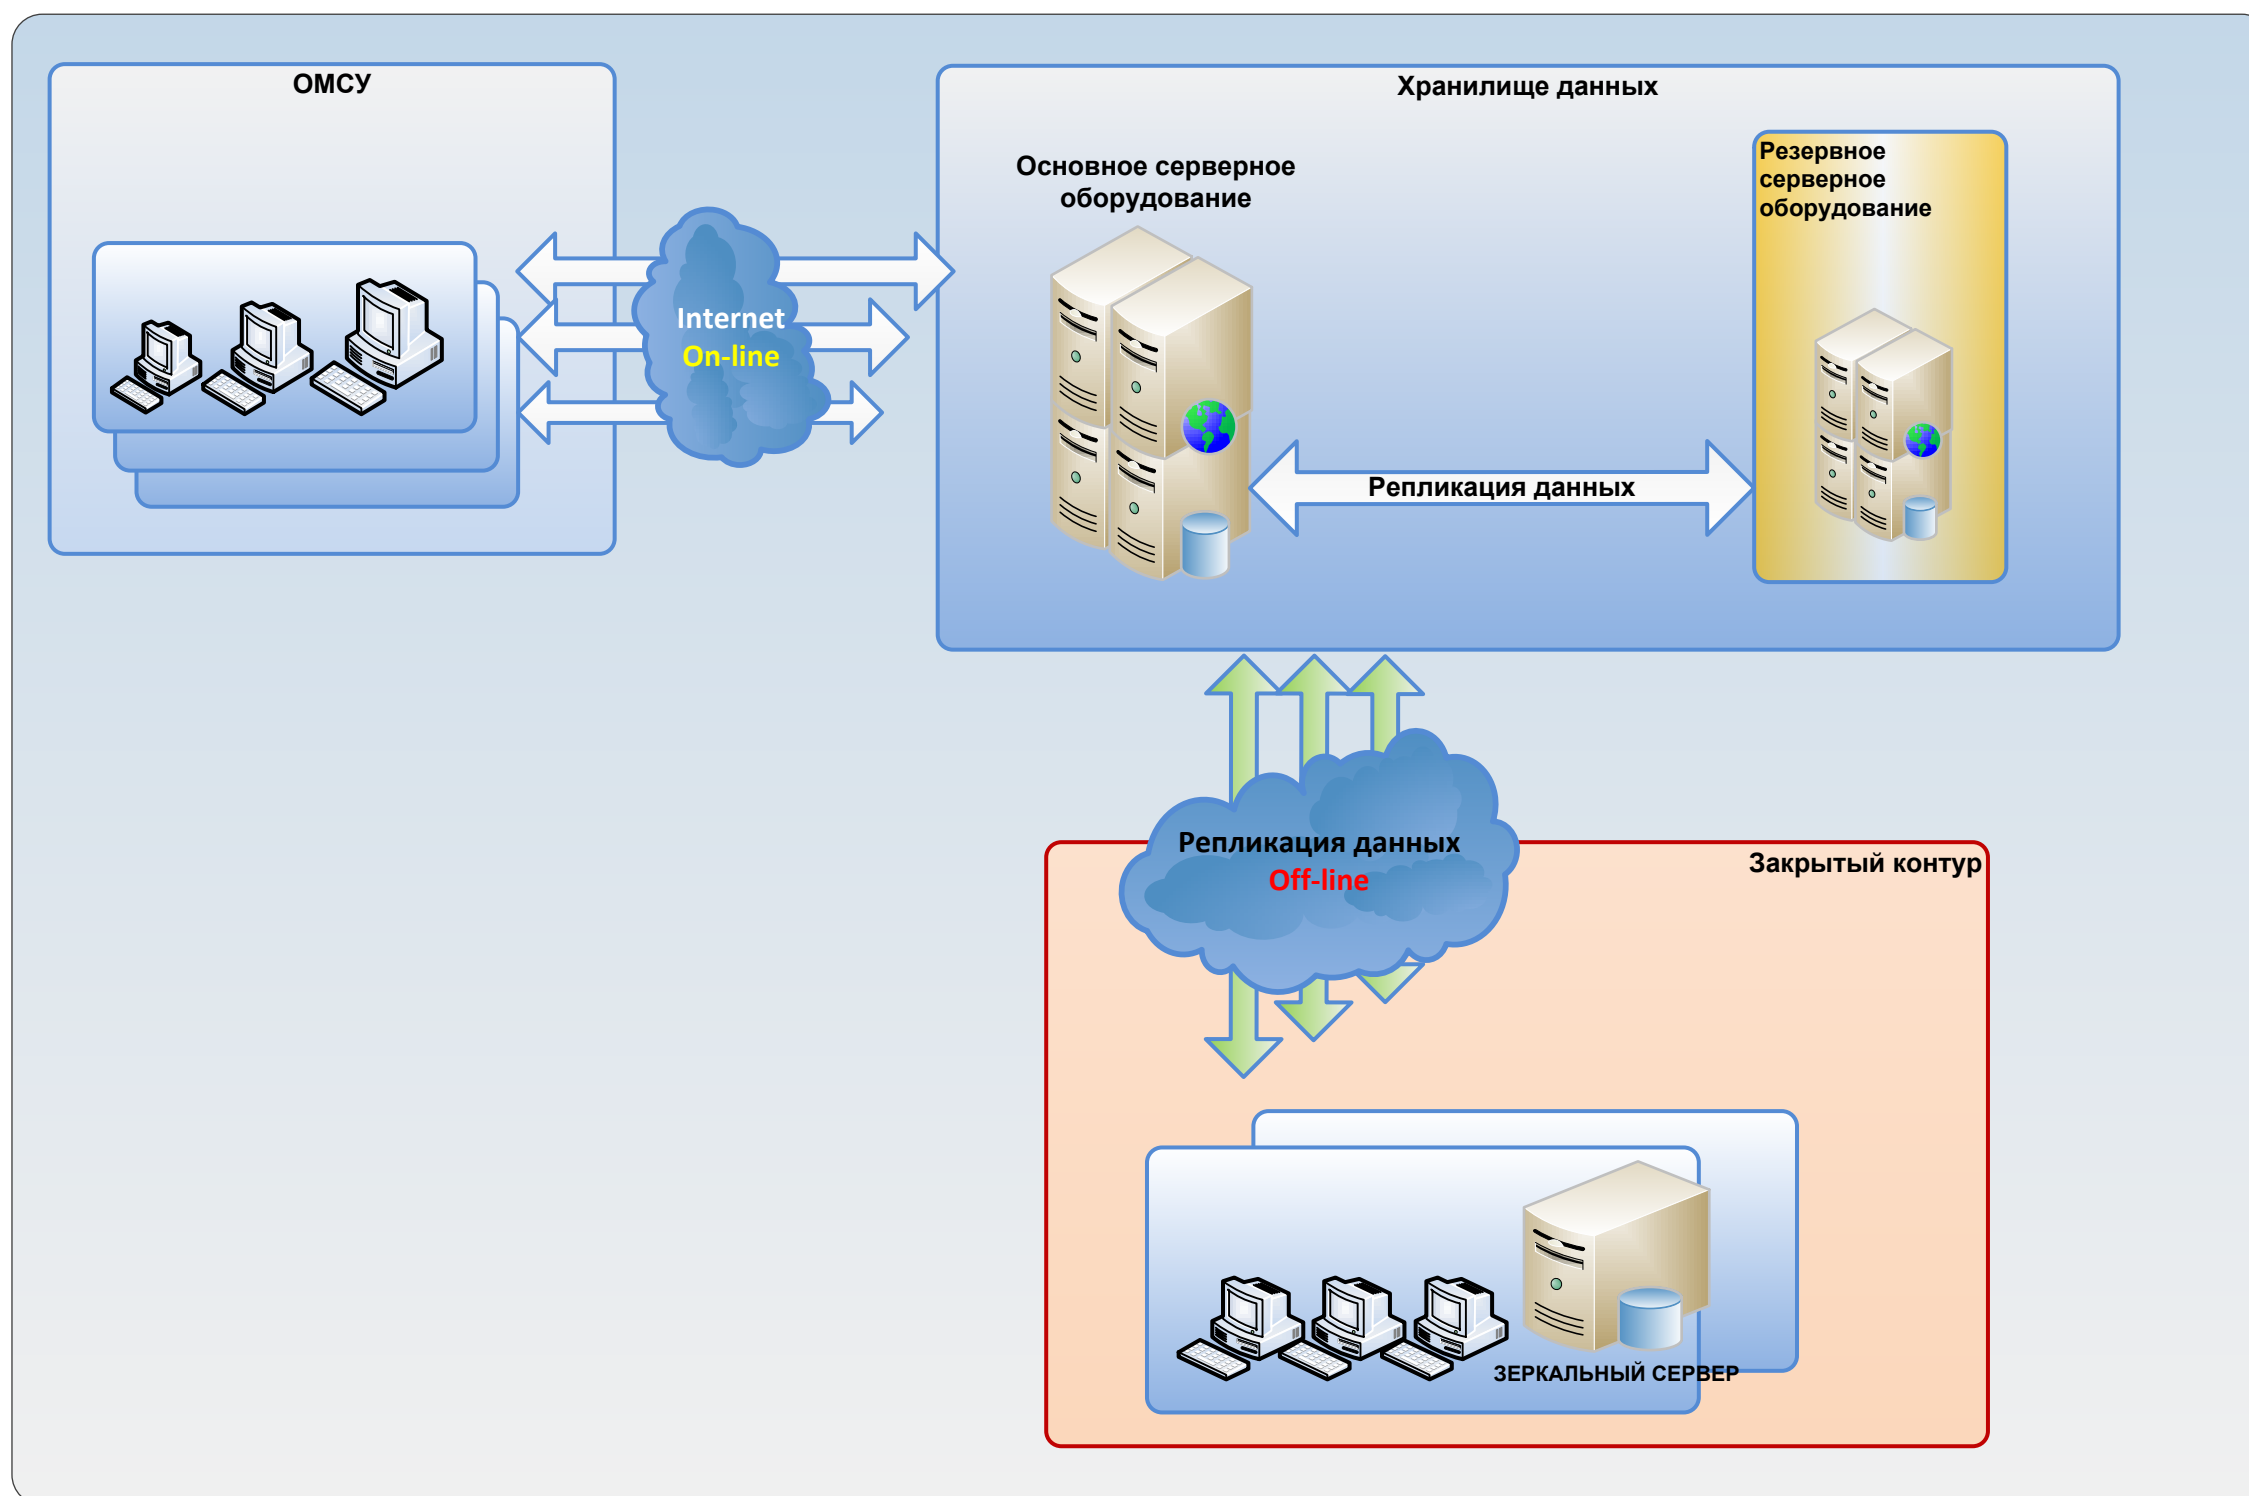 ОМСУ
Хранилище данных
Основное серверное
оборудование
Резервное
серверное
оборудование
Internet
On-line
Репликация данных
Репликация данных
Off-line
Закрытый контур
ЗЕРКАЛЬНЫЙ СЕРВЕР